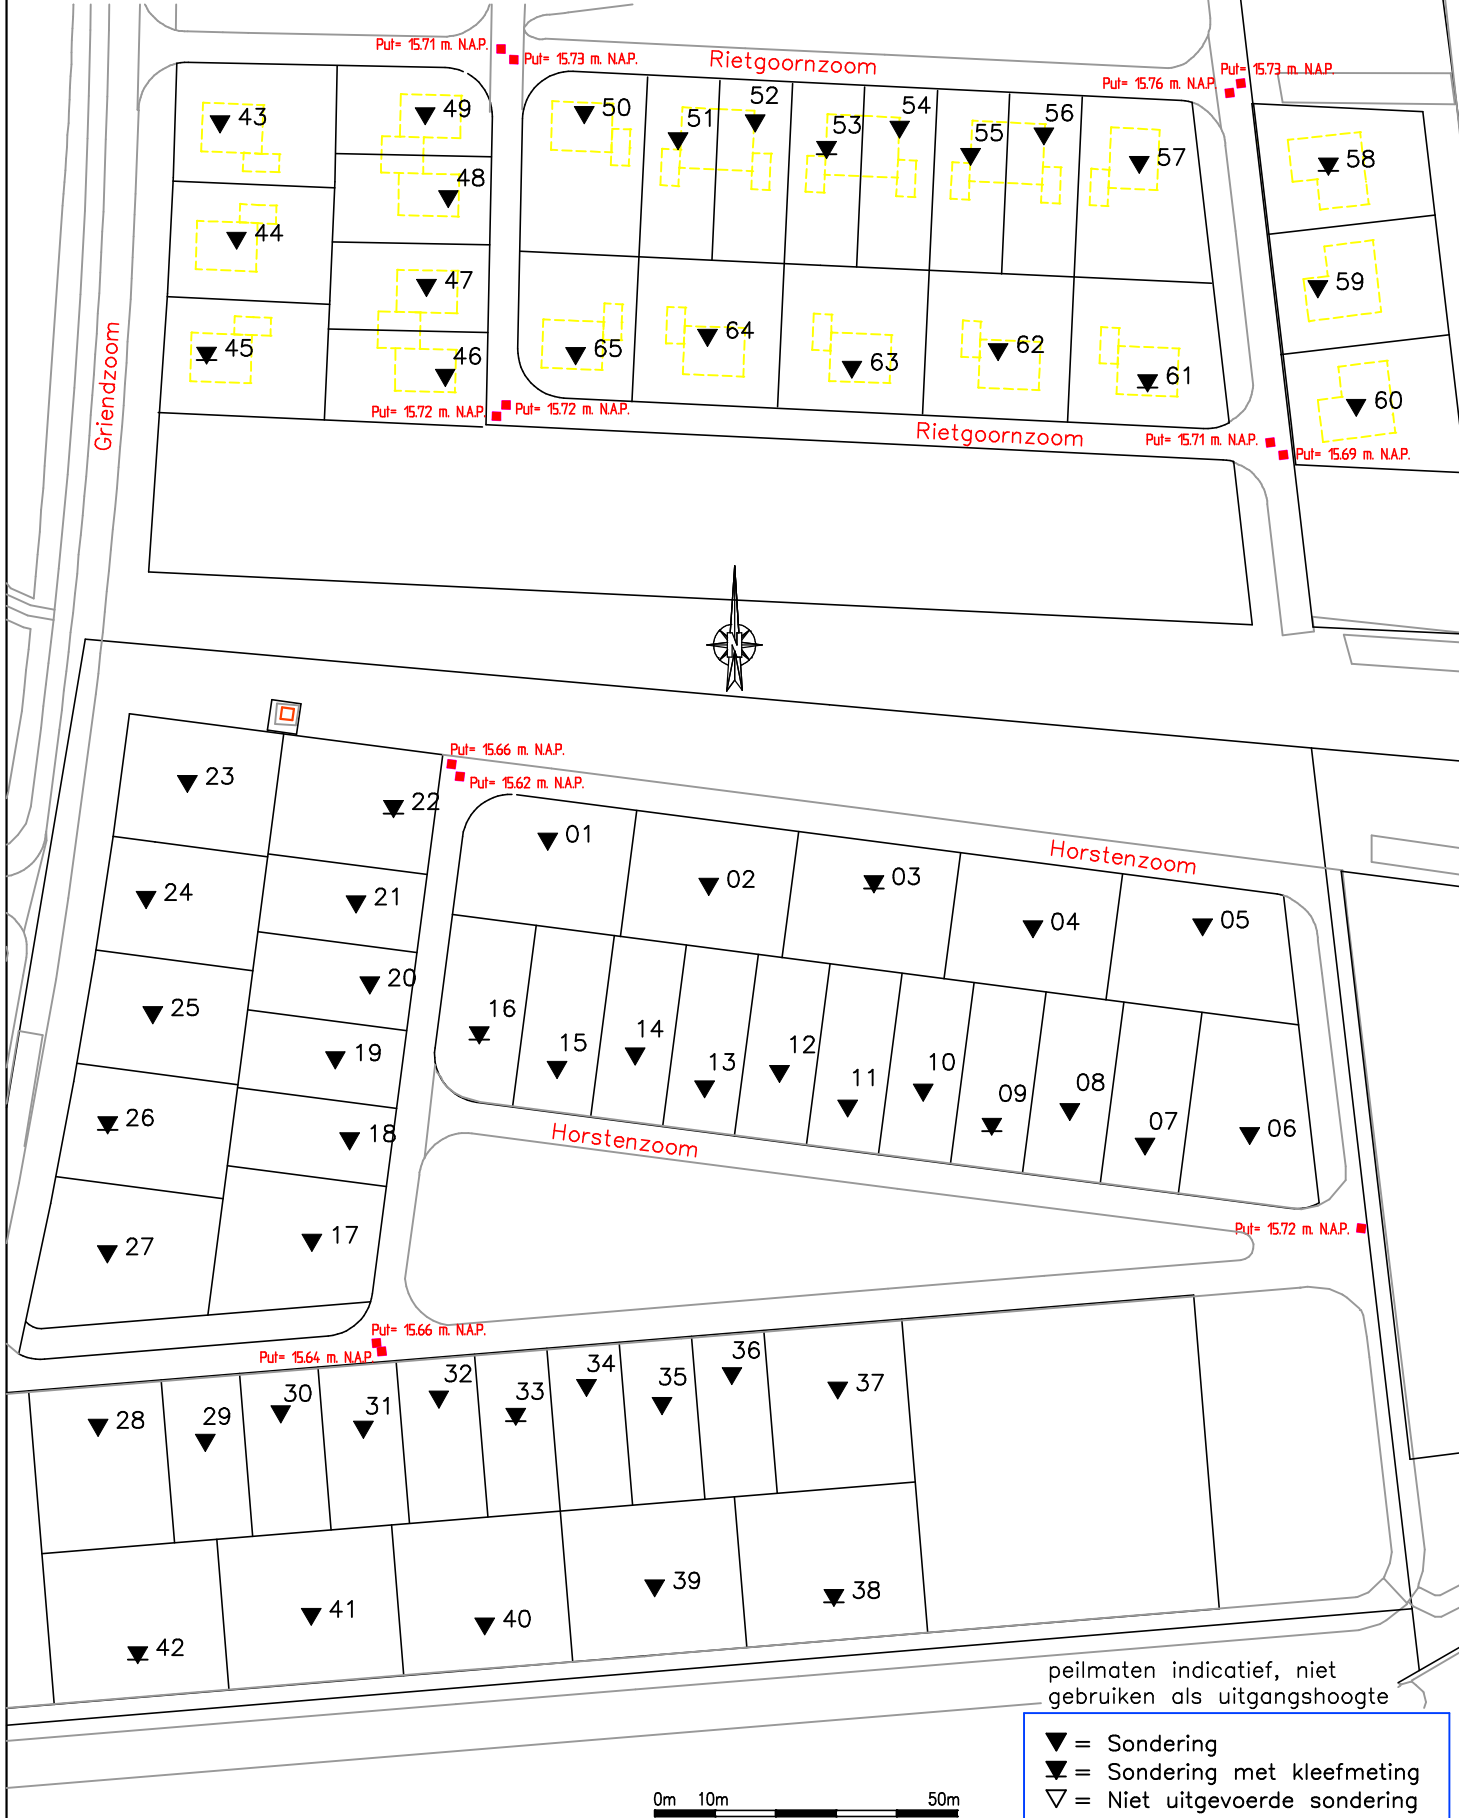 Put= 15.71 m. N.A.P.
Put= 15.73 m. N.A.P.
Rietgoornzoom
Put= 15.73 m. N.A.P.
Put= 15.76 m. N.A.P.
43
49
50
51
52
53
54
55
56
57
58
48
44
47
59
45
46
65
64
63
62
61
60
Griendzoom
Put= 15.72 m. N.A.P.
Put= 15.72 m. N.A.P.
Rietgoornzoom
Put= 15.71 m. N.A.P.
Put= 15.69 m. N.A.P.
N
Put= 15.66 m. N.A.P.
Put= 15.62 m. N.A.P.
23
22
01
02
03
Horstenzoom
04
05
24
21
20
25
19
16
15
14
13
12
11
10
09
08
07
06
26
18
Horstenzoom
27
17
Put= 15.72 m. N.A.P.
Put= 15.66 m. N.A.P.
Put= 15.64 m. N.A.P.
28
29
30
31
32
33
34
35
36
37
42
41
40
39
38
peilmaten indicatief, niet
gebruiken als uitgangshoogte
= Sondering
= Sondering met kleefmeting
= Niet uitgevoerde sondering
0m 10m 50m